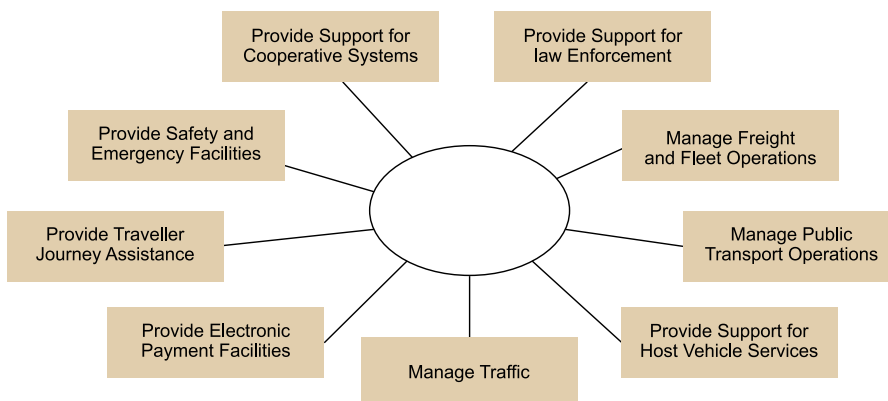 Provide Support for
Cooperative Systems
Provide Support for
law Enforcement
Provide Safety and
Emergency Facilities
Manage Freight
and Fleet Operations
Provide Traveller
Journey Assistance
Manage Public
Transport Operations
Provide Electronic
Payment Facilities
Manage Traffic
Provide Support for
Host Vehicle Services